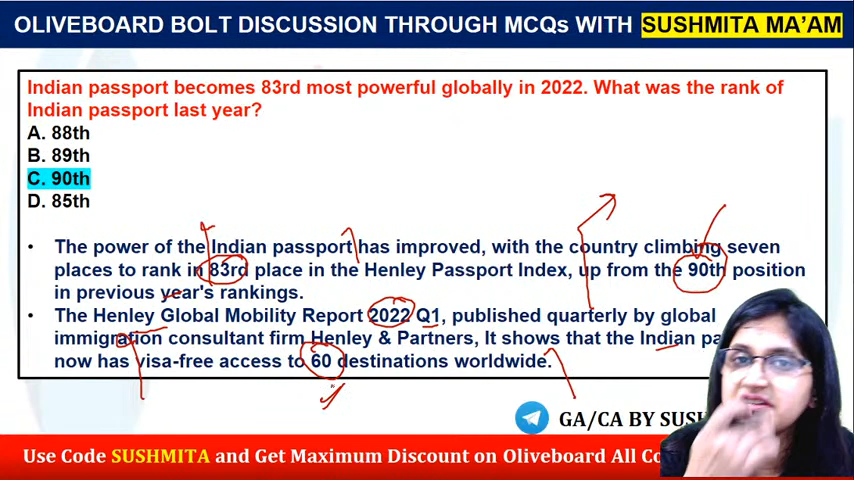 OLIVEBOARD BOLT DISCUSSION THROUGH MCQs WITH SUSHMITA MA'AM
Indian passport becomes 83rd most powerful globally in 2022. What was the rank of
Indian passport last year?
A. 88th
B. 89th
C. 90th
D. 85th
• The power of the Indian passport has improved, with the country climbing seven
places to rank in 83rd place in the Henley Passport Index, up from the 90th position
in previous year's rankings.
• The Henley Global Mobility Report 2022 Q1, published quarterly by global
immigration consultant firm Henley & Partners, It shows that the Indian
now has visa-free access to 60 destinations worldwide.
GA/CA BY
Use Code SUSHMITA and Get Maximum Discount on Oliveboard All